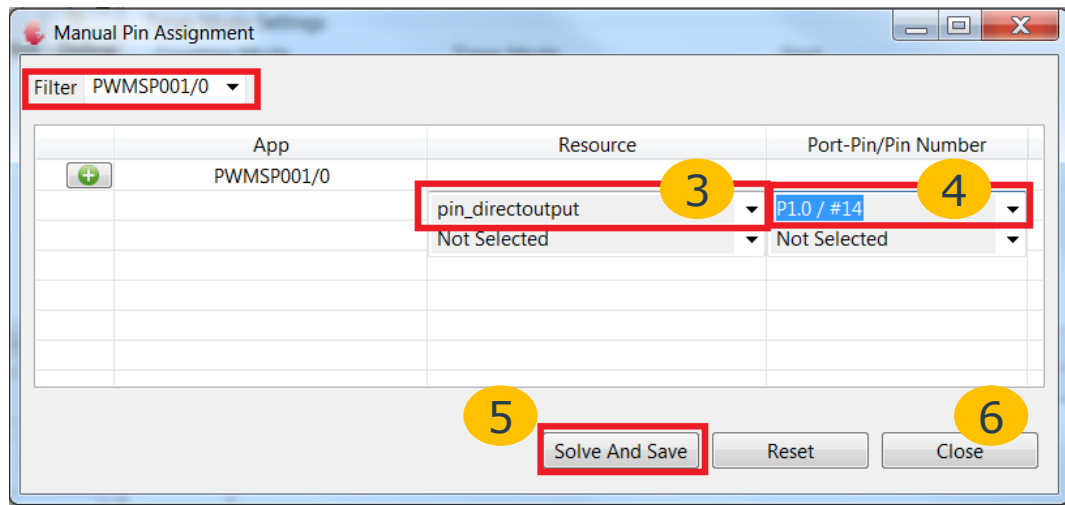 Manual Pin Assignment
Filter PWMSP001/0
App Resource Port-Pin/Pin Number
PWMSP001/0
3 4
pin_directoutput P1.0 / #14
Not Selected Not Selected
5 6
Solve And Save Reset Close